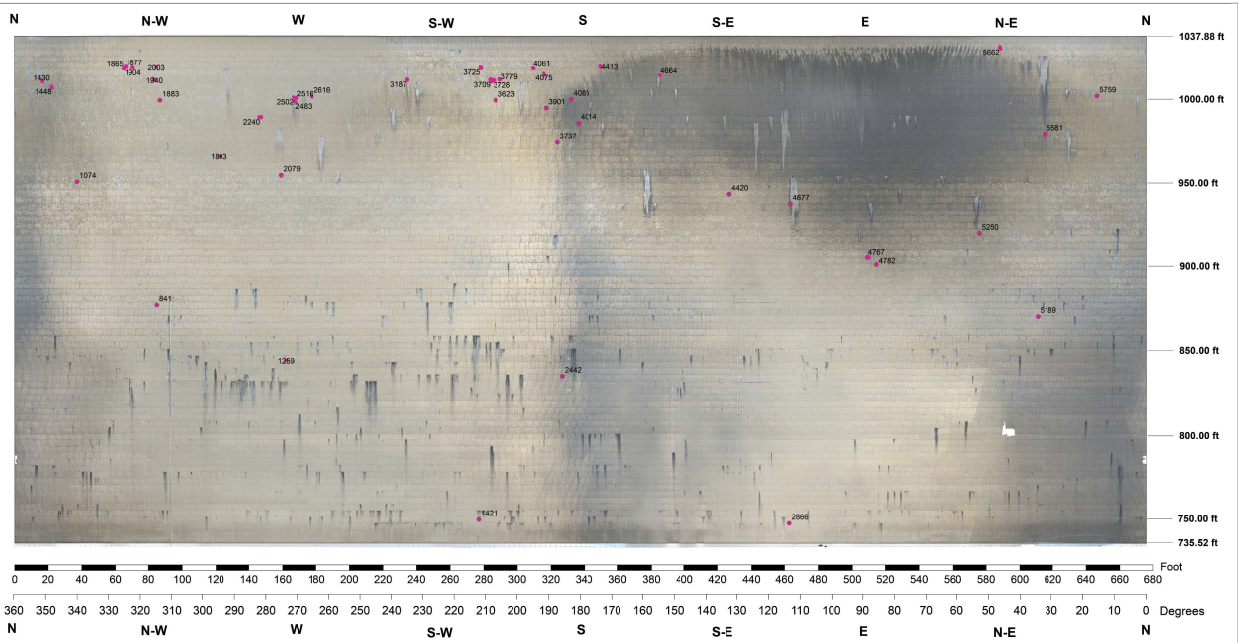 N N-W W S-W S S-E E N-E N
1037.88 ft
5662
1865 1904 2003 3725 4061 4413
1940 3187 3709 3726 3779 4075 4664
1430
1448
1883 2502 2483 2616 3623 3901 4014 5759 1000.00 ft
2240 3737 5581
2079
1074 950.00 ft
4420
4677
5250
4767
4782 900.00 ft
841
850.00 ft
1259
2442
800.00 ft
1421 2866 750.00 ft
735.52 ft
0 20 40 60 80 100 120 140 160 180 200 220 240 260 280 300 320 340 360 380 400 420 440 460 480 500 520 540 560 580 600 620 640 660 680 Foot
360 350 340 330 320 310 300 290 280 270 260 250 240 230 220 210 200 190 180 170 160 150 140 130 120 110 100 90 80 70 60 50 40 30 20 10 0 Degrees
N N-W W S-W S S-E E N-E N